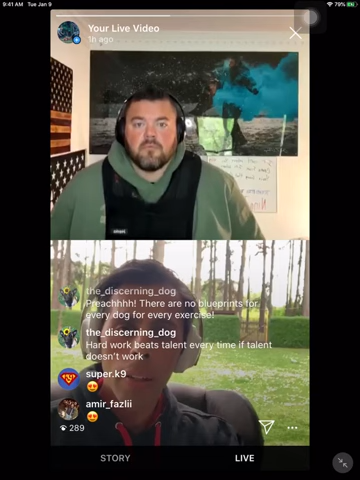 9:41 AM Tue Jan 9
79%
Your Live Video
1h ago
the_discerning_dog
Preachhhh! There are no blueprints for
every dog for every exercise!
the_discerning_dog
Hard work beats talent every time if talent
doesn't work
super.k9
😍
amir_fazlii
😍
289
STORY
LIVE